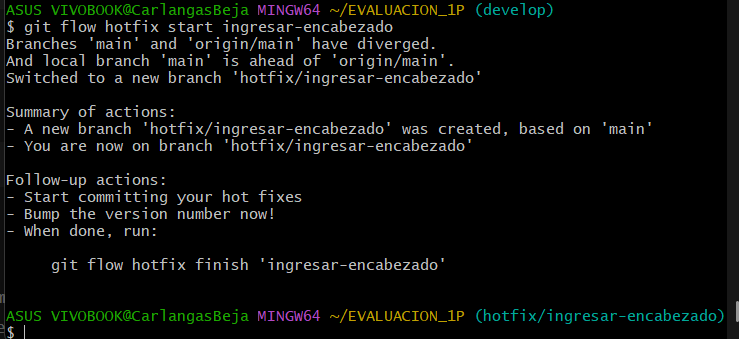 ASUS VIVOBOOK@CarlangasBeja MINGW64 ~/EVALUACION_1P (develop)
$ git flow hotfix start ingresar-encabezado
Branches 'main' and 'origin/main' have diverged.
And local branch 'main' is ahead of 'origin/main'.
Switched to a new branch 'hotfix/ingresar-encabezado'

Summary of actions:
- A new branch 'hotfix/ingresar-encabezado' was created, based on 'main'
- You are now on branch 'hotfix/ingresar-encabezado'

Follow-up actions:
- Start committing your hot fixes
- Bump the version number now!
- When done, run:

     git flow hotfix finish 'ingresar-encabezado'

ASUS VIVOBOOK@CarlangasBeja MINGW64 ~/EVALUACION_1P (hotfix/ingresar-encabezado)
$